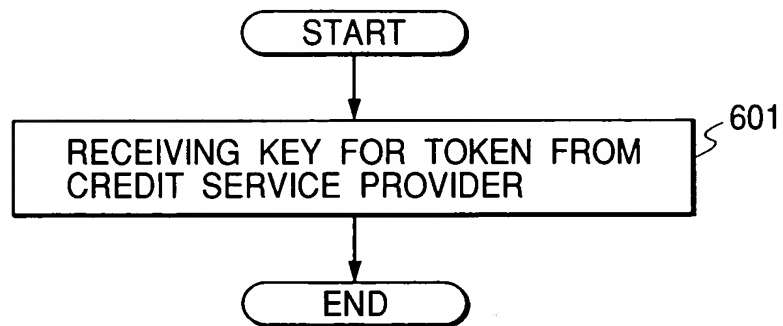 START
RECEIVING KEY FOR TOKEN FROM
CREDIT SERVICE PROVIDER
601
END